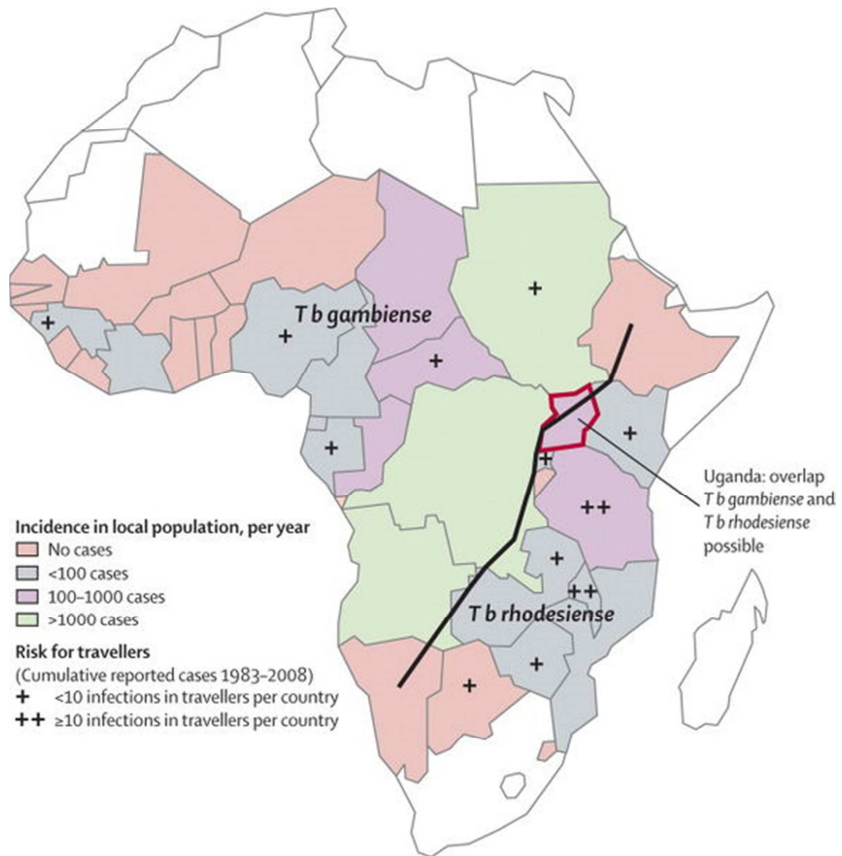 T b gambiense
T b rhodesiense
Uganda: overlap
T b gambiense and
T b rhodesiense
possible
Incidence in local population, per year
No cases
<100 cases
100–1000 cases
>1000 cases
Risk for travellers
(Cumulative reported cases 1983–2008)
+ <10 infections in travellers per country
++ ≥10 infections in travellers per country
+
+
+
+
+
+
++
+
++
+
+